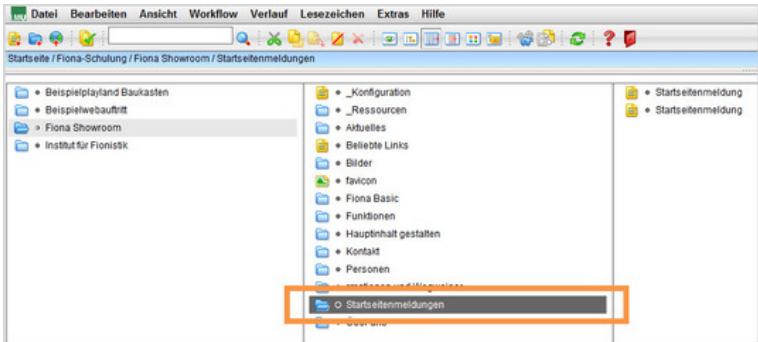 Datei Bearbeiten Ansicht Workflow Verlauf Lesezeichen Extras Hilfe
Startseite / Fiona-Schulung / Fiona Showroom / Startseitenmeldungen
Beispielplayland Baukasten
Beispielwebauftritt
Fiona Showroom
Institut für Fionistik
_Konfiguration
_Ressourcen
Aktuelles
Beliebte Links
Bilder
favicon
Fiona Basic
Funktionen
Hauptinhalt gestalten
Kontakt
Personen
Startseitenmeldungen
Startseitenmeldung
Startseitenmeldung